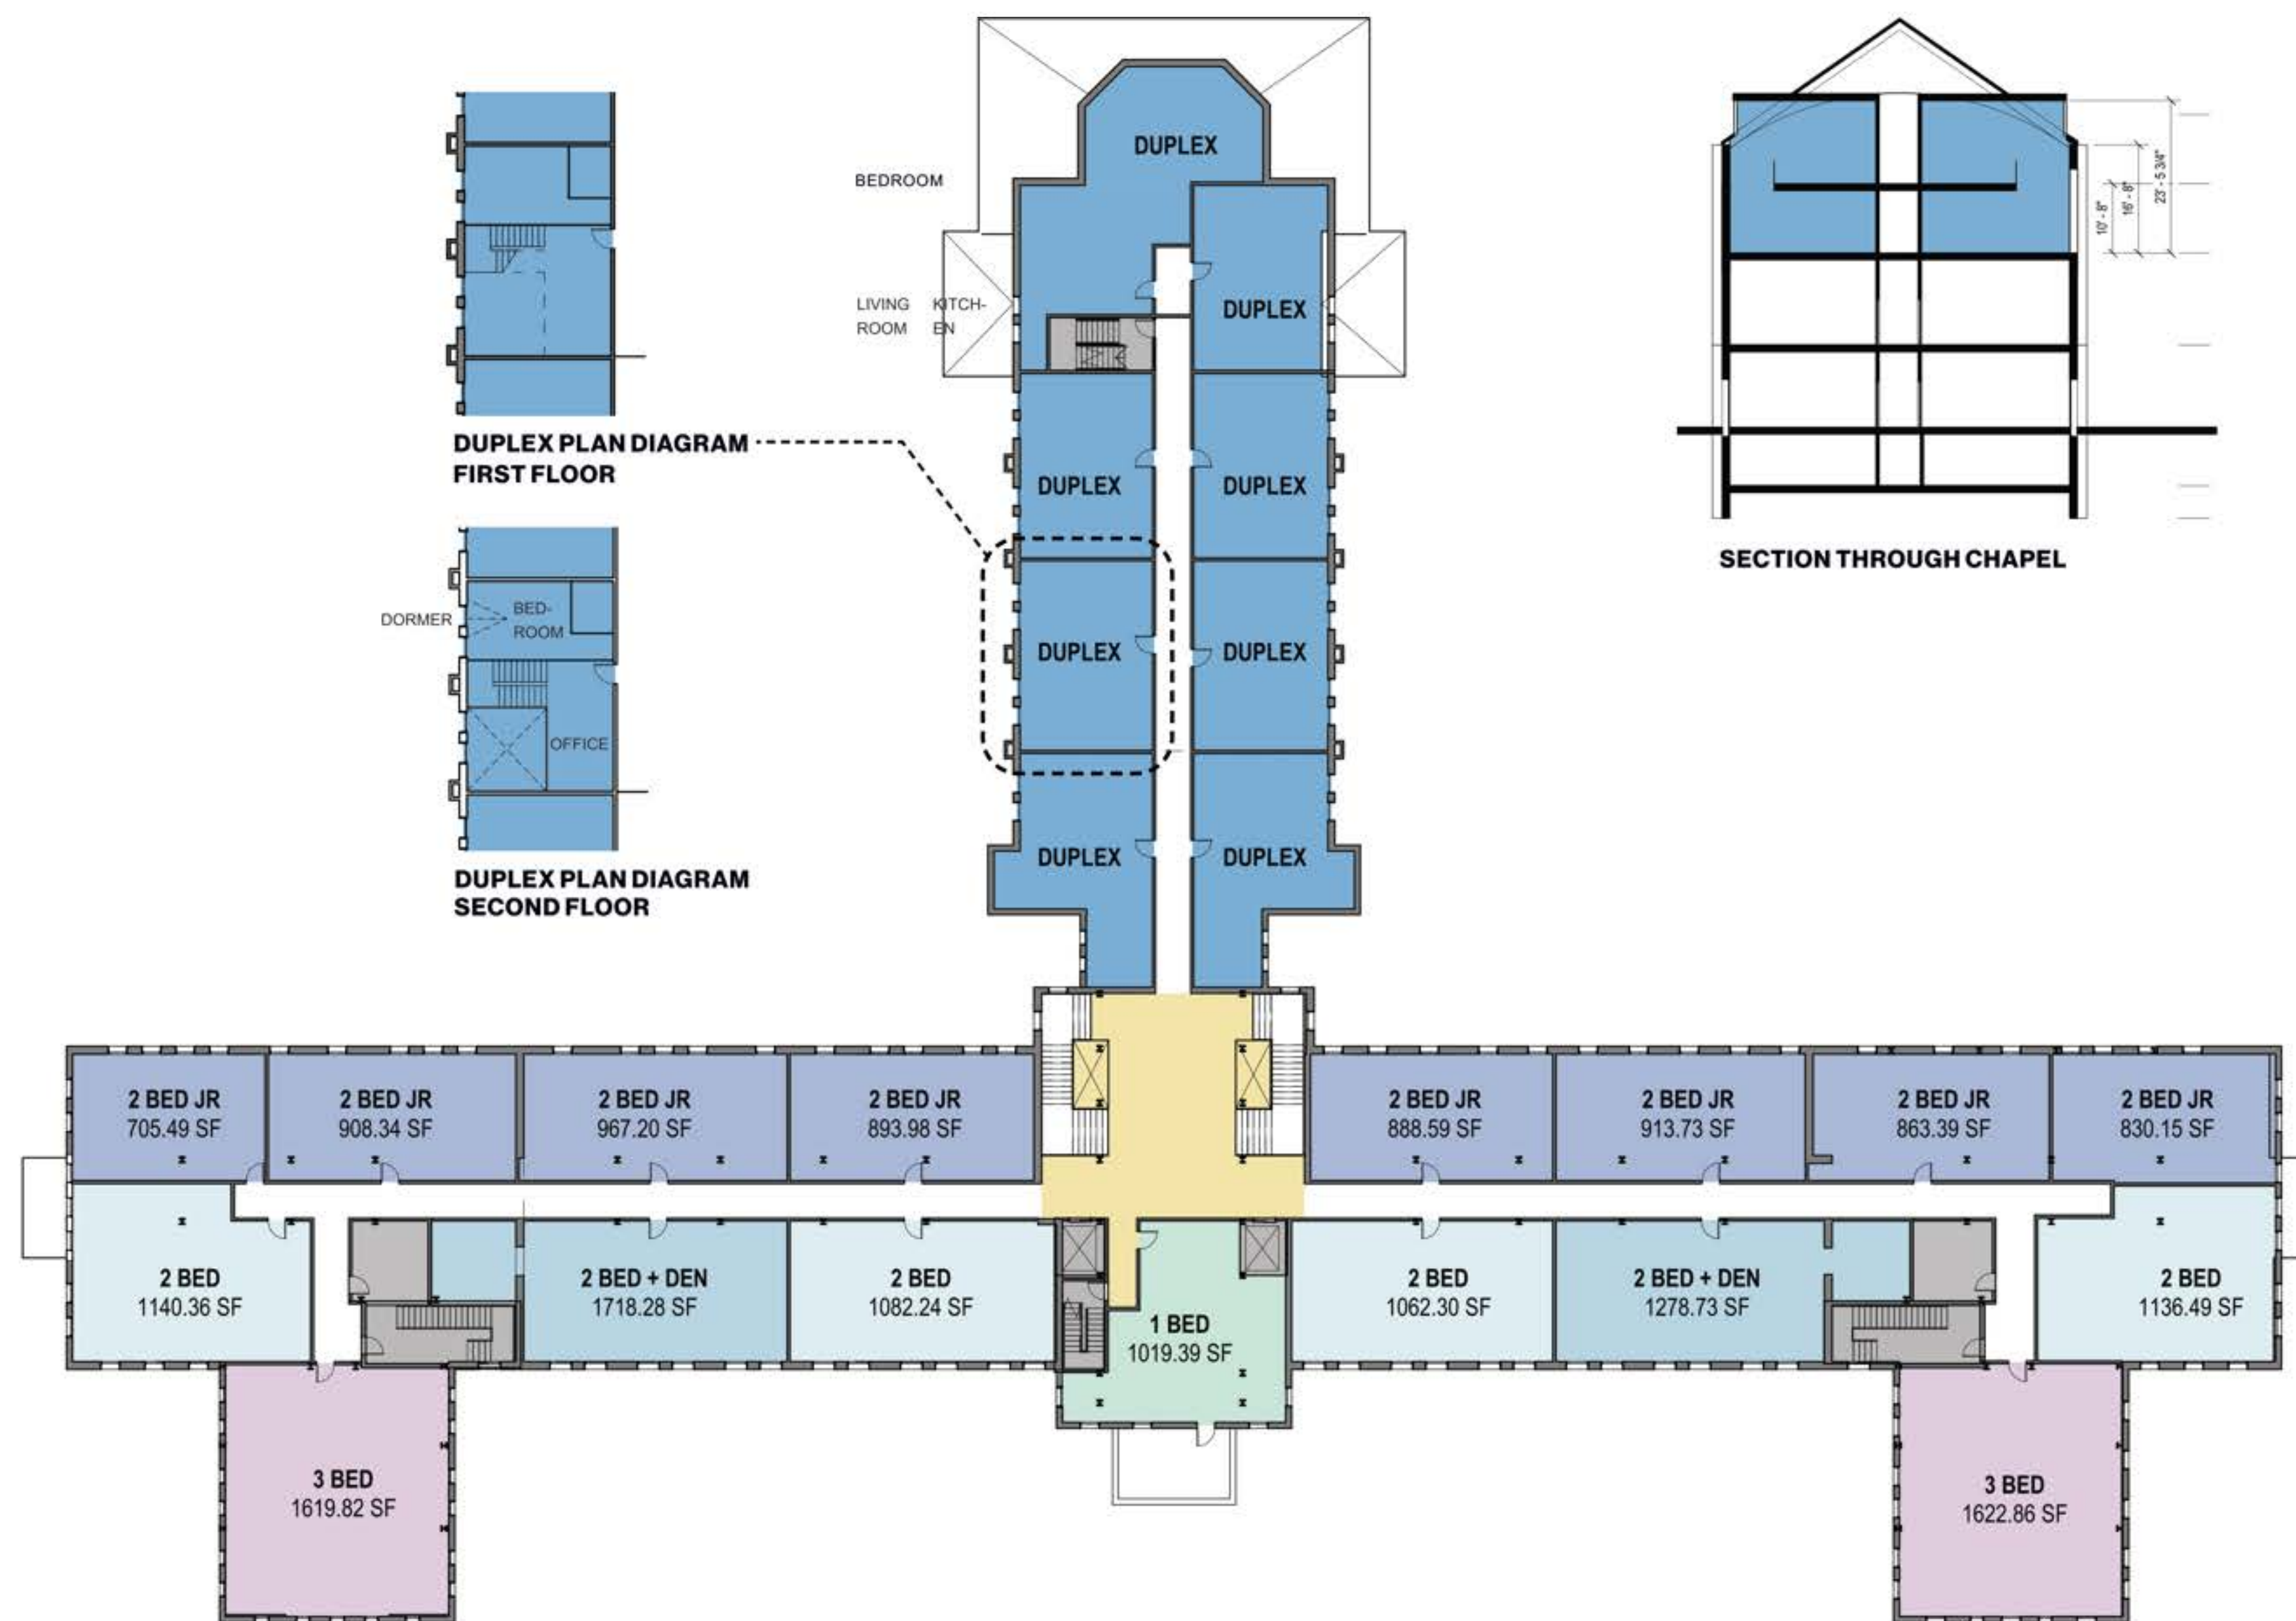 DUPLEX
BEDROOM
LIVING KITCH-
ROOM EN
DUPLEX
10' - 8"
16' - 8"
23' - 5 3/4"
DUPLEX PLAN DIAGRAM
FIRST FLOOR
DUPLEX
DUPLEX
SECTION THROUGH CHAPEL
DORMER
BED-
ROOM
OFFICE
DUPLEX
DUPLEX
DUPLEX PLAN DIAGRAM
SECOND FLOOR
DUPLEX
DUPLEX
2 BED JR
705.49 SF
2 BED JR
908.34 SF
2 BED JR
967.20 SF
2 BED JR
893.98 SF
2 BED JR
888.59 SF
2 BED JR
913.73 SF
2 BED JR
863.39 SF
2 BED JR
830.15 SF
2 BED
1140.36 SF
2 BED + DEN
1718.28 SF
2 BED
1082.24 SF
1 BED
1019.39 SF
2 BED
1062.30 SF
2 BED + DEN
1278.73 SF
2 BED
1136.49 SF
3 BED
1619.82 SF
3 BED
1622.86 SF